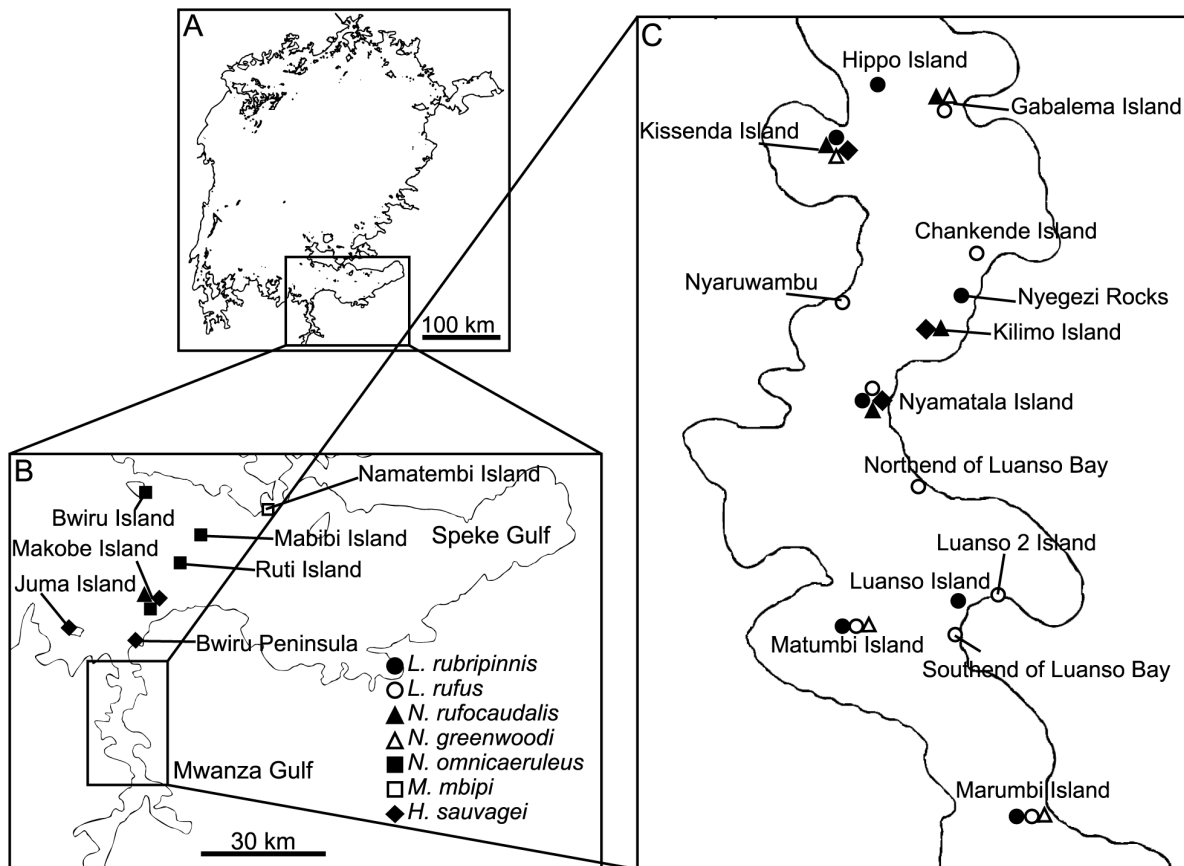 A
100 km
B
Namatembi Island
Bwiru Island
Mabibi Island
Speke Gulf
Makobe Island
Ruti Island
Juma Island
Bwiru Peninsula
L. rubripinnis
L. rufus
N. rufocaudalis
N. greenwoodi
N. omnicaeruleus
M. mbipi
H. sauvagei
Mwanza Gulf
30 km
C
Hippo Island
Gabalema Island
Kissenda Island
Chankende Island
Nyaruwambu
Nyegezi Rocks
Kilimo Island
Nyamatala Island
Northend of Luanso Bay
Luanso 2 Island
Luanso Island
Matumbi Island
Southend of Luanso Bay
Marumbi Island